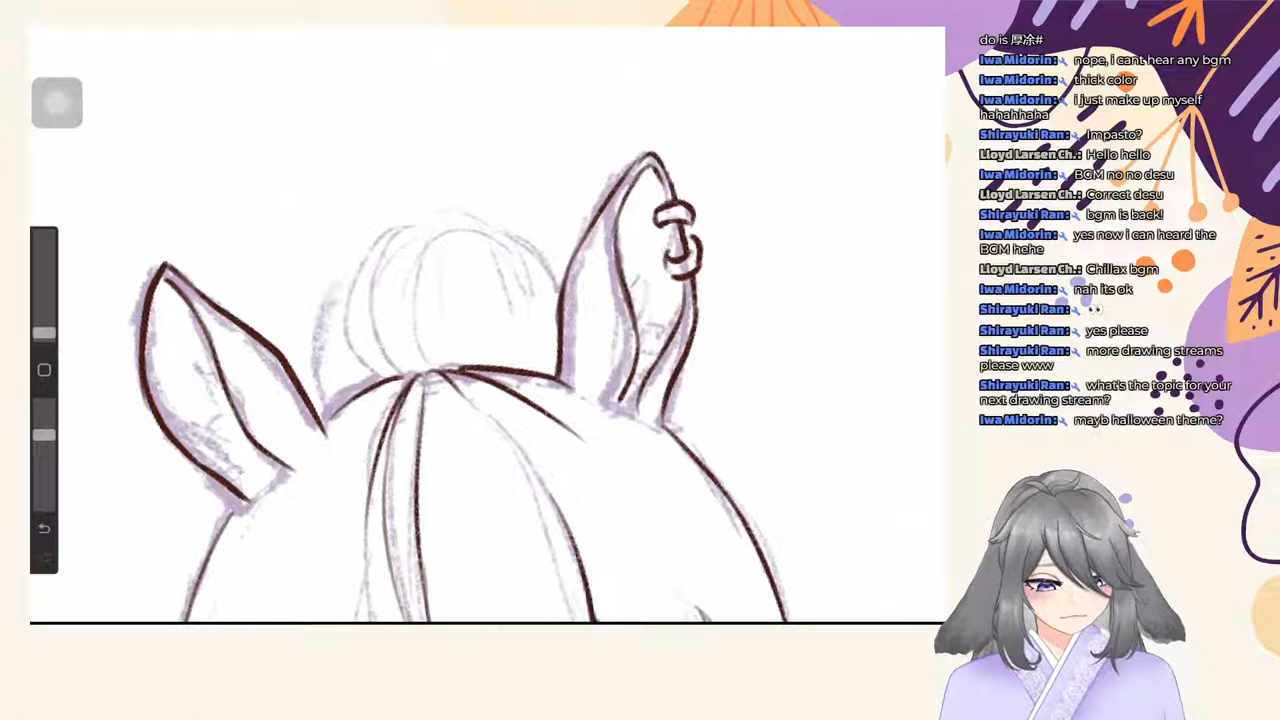 do is 厚涂#
Iwa Midorin: nope, i cant hear any bgm
Iwa Midorin: thick color
Iwa Midorin: i just make up myself
hahahhaha
Shirayuki Ran: Impasto?
Lloyd Larsen Ch.: Hello hello
Iwa Midorin: BGM no no desu
Lloyd Larsen Ch.: Correct desu
Shirayuki Ran: bgm is back!
Iwa Midorin: yes now i can heard the
BGM hehe
Lloyd Larsen Ch.: Chillax bgm
Iwa Midorin: nah its ok
Shirayuki Ran: 👀
Shirayuki Ran: yes please
Shirayuki Ran: more drawing streams
please www
Shirayuki Ran: what's the topic for your
next drawing stream?
Iwa Midorin: mayb halloween theme?